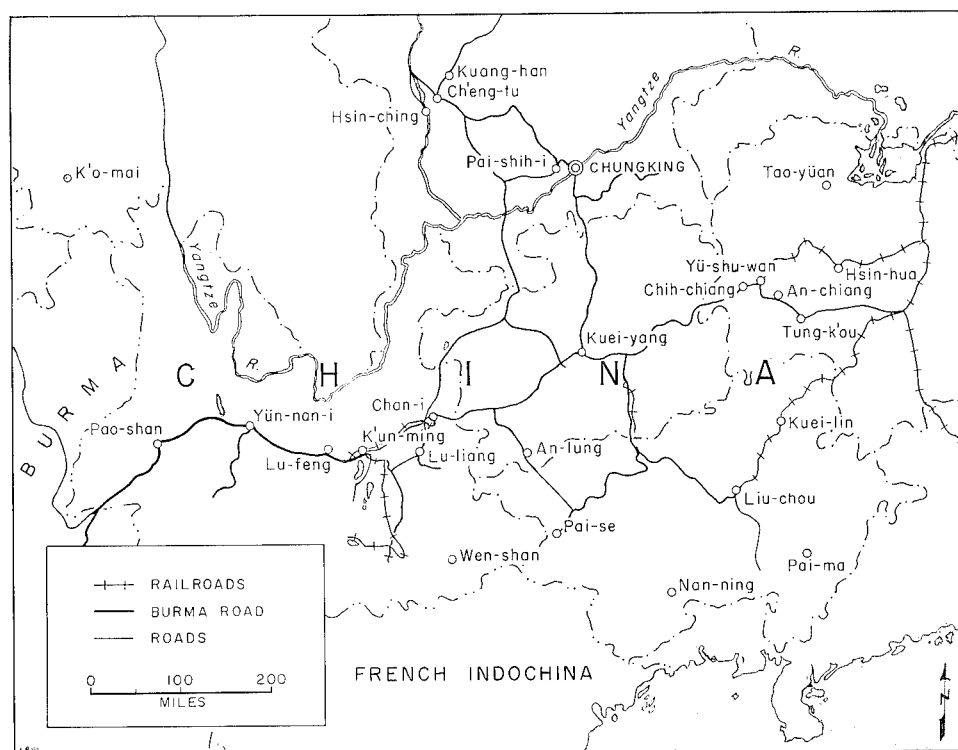 Kuang-han
Ch'eng-tu
Hsin-ching
Yangtze
R.
K'o-mai
Pai-shih-i
CHUNGKING
Tao-yüan
Yangtze
R.
Yü-shu-wan
Hsin-hua
Chih-chiang
An-chiang
Tung-k'ou
Kuei-yang
BURMA
CHINA
Chan-i
Yün-nan-i
Pao-shan
K'un-ming
Lu-feng
Lu-liang
An-lung
Kuei-lin
Liu-chou
Pai-se
Wen-shan
Pai-ma
Nan-ning
RAILROADS
BURMA ROAD
ROADS
0 100 200
MILES
FRENCH INDOCHINA
N